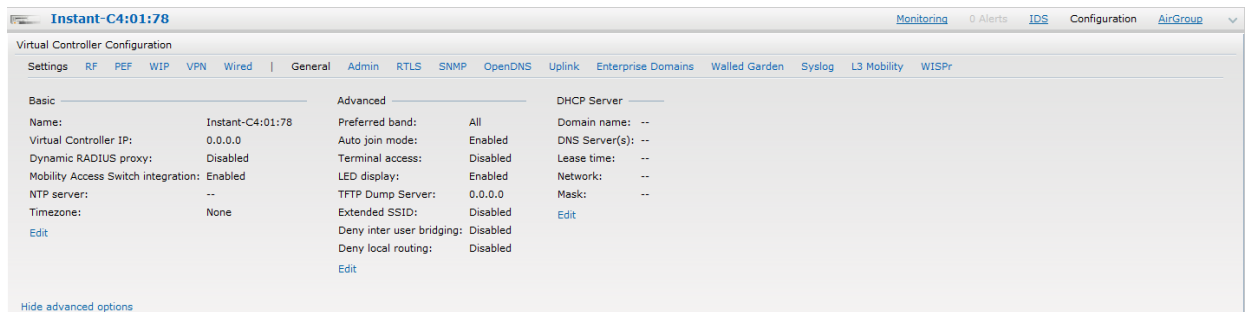 Instant-C4:01:78 Monitoring 0 Alerts IDS Configuration AirGroup
Virtual Controller Configuration
Settings RF PEF WIP VPN Wired | General Admin RTLS SNMP OpenDNS Uplink Enterprise Domains Walled Garden Syslog L3 Mobility WISPr
Basic
Name: Instant-C4:01:78
Virtual Controller IP: 0.0.0.0
Dynamic RADIUS proxy: Disabled
Mobility Access Switch integration: Enabled
NTP server: --
Timezone: None
Edit
Advanced
Preferred band: All
Auto join mode: Enabled
Terminal access: Disabled
LED display: Enabled
TFTP Dump Server: 0.0.0.0
Extended SSID: Disabled
Deny inter user bridging: Disabled
Deny local routing: Disabled
Edit
DHCP Server
Domain name: --
DNS Server(s): --
Lease time: --
Network: --
Mask: --
Edit
Hide advanced options